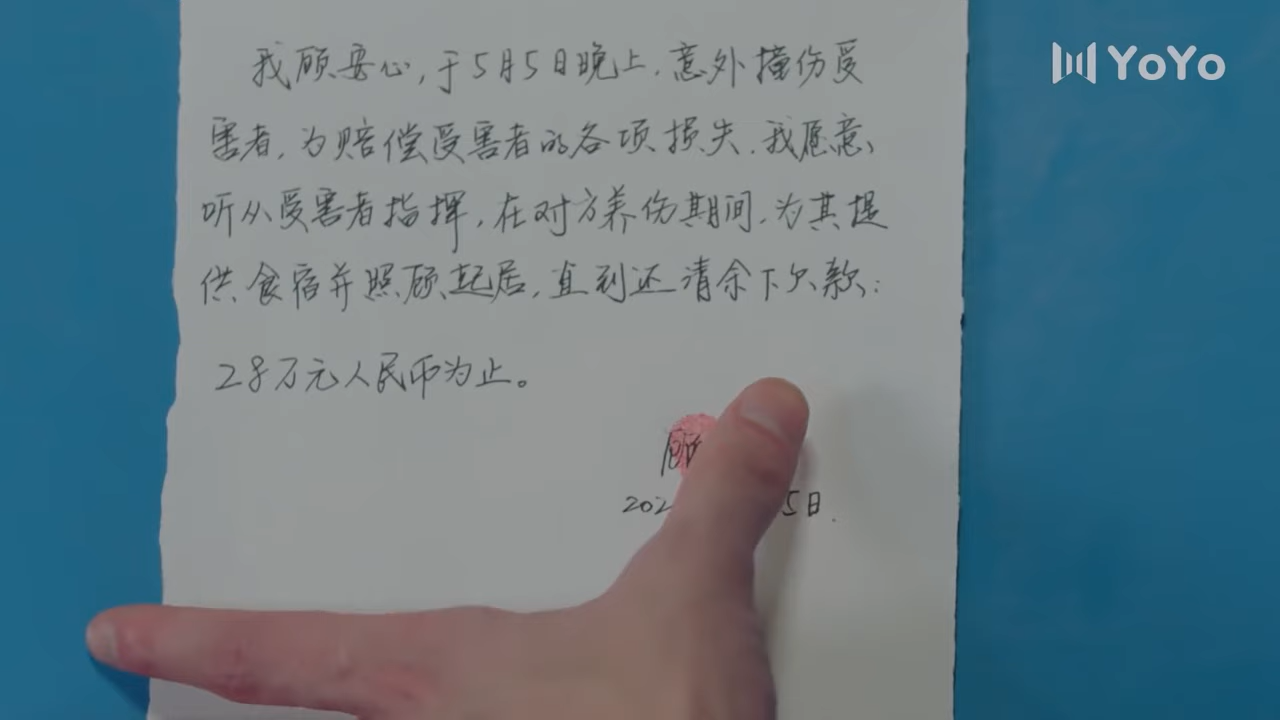 YoYo
我顾安心,于5月5日晚上,意外撞伤受
害者,为赔偿受害者的各项损失,我愿意
听从受害者指挥,在对方养伤期间,为其提
供食宿并照顾起居,直到还清余下欠款:
28万元人民币为止。
顾
202 5日.